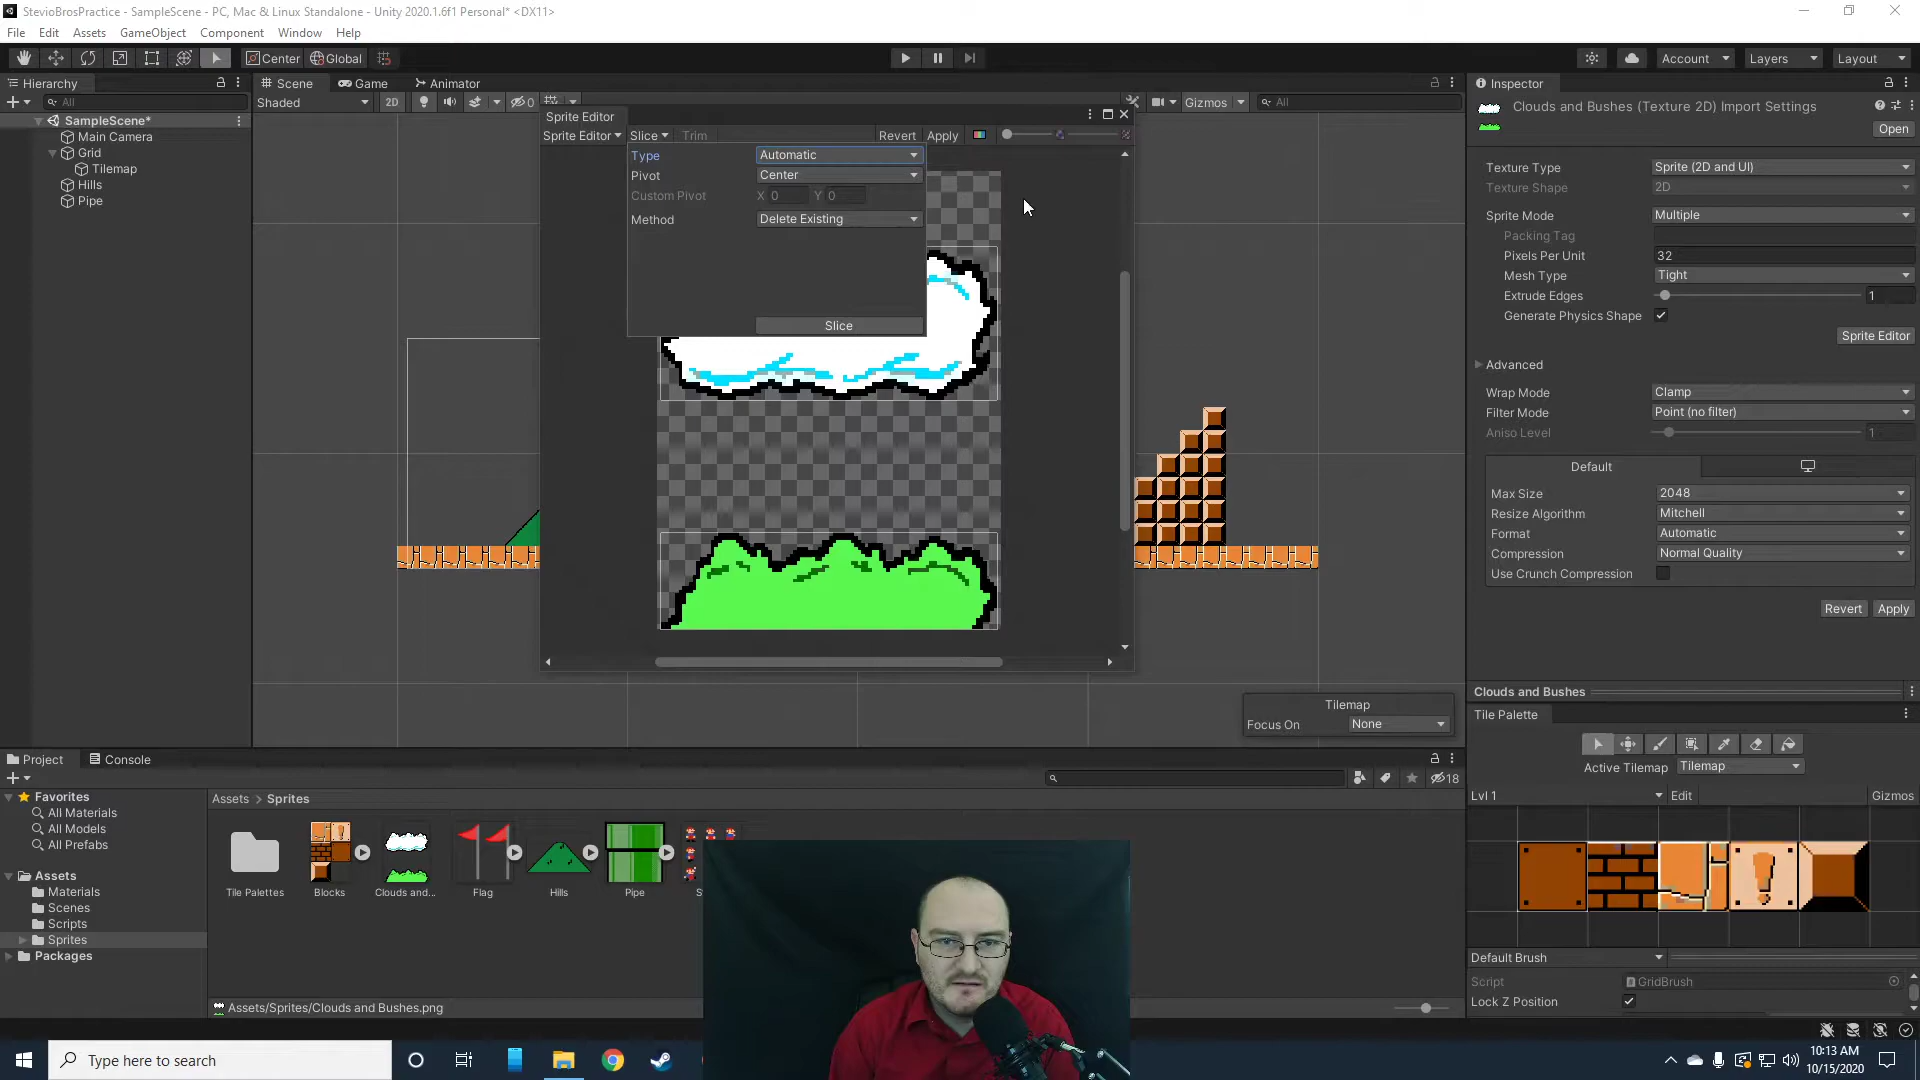 StevioBrosPractice - SampleScene - PC, Mac & Linux Standalone - Unity 2020.1.6f1 Personal* <DX11>
File Edit Assets GameObject Component Window Help
Center Global Account Layers Layout
Hierarchy
All
SampleScene*
Main Camera
Grid
Tilemap
Hills
Pipe
Scene Game Animator
Shaded 2D 0 Gizmos All
Sprite Editor
Sprite Editor Slice Trim Revert Apply
Type Automatic
Pivot Center
Custom Pivot X 0 Y 0
Method Delete Existing
Slice
Tilemap
Focus On None
Inspector
Clouds and Bushes (Texture 2D) Import Settings
Open
Texture Type Sprite (2D and UI)
Texture Shape 2D
Sprite Mode Multiple
Packing Tag
Pixels Per Unit 32
Mesh Type Tight
Extrude Edges 1
Generate Physics Shape
Sprite Editor
Advanced
Wrap Mode Clamp
Filter Mode Point (no filter)
Aniso Level 1
Default
Max Size 2048
Resize Algorithm Mitchell
Format Automatic
Compression Normal Quality
Use Crunch Compression
Revert Apply
Clouds and Bushes
Tile Palette
Active Tilemap Tilemap
Lvl 1 Edit Gizmos
Default Brush
Script GridBrush
Lock Z Position
Project Console
18
Favorites
All Materials
All Models
All Prefabs
Assets
Materials
Scenes
Scripts
Sprites
Packages
Assets > Sprites
Tile Palettes Blocks Clouds and... Flag Hills Pipe
Assets/Sprites/Clouds and Bushes.png
Type here to search
10:13 AM
10/15/2020